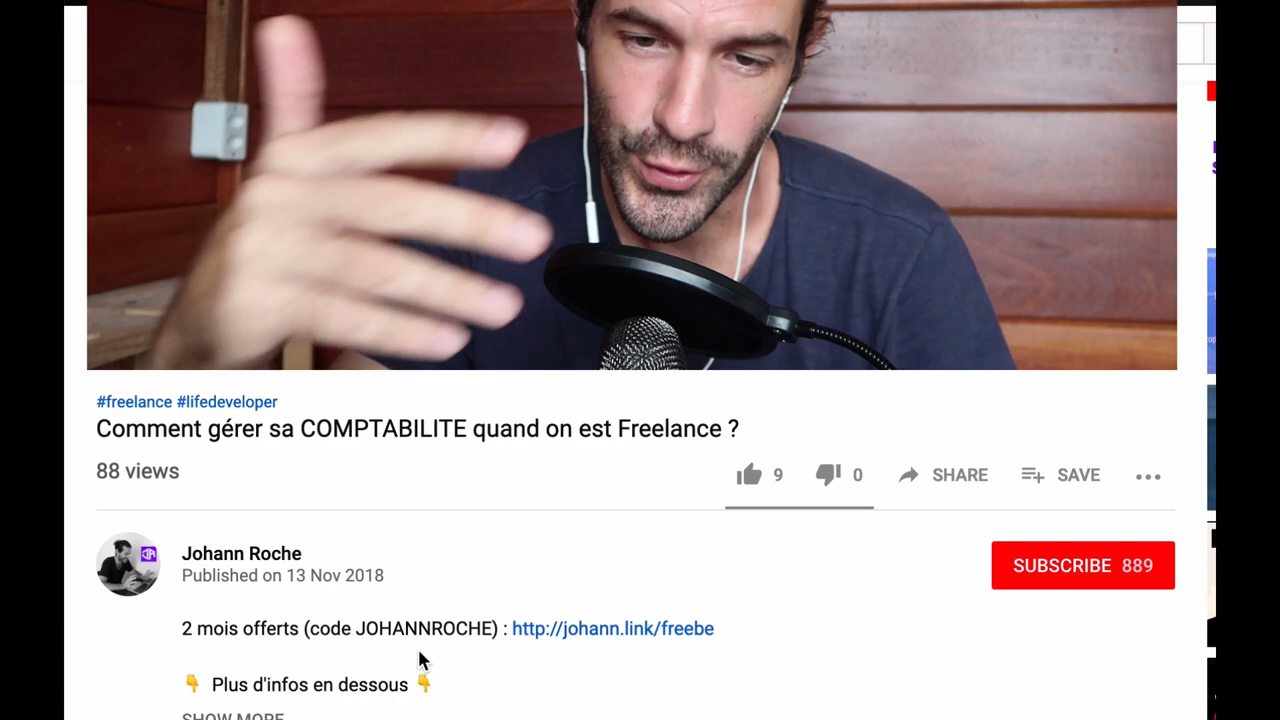 #freelance #lifedeveloper
Comment gérer sa COMPTABILITE quand on est Freelance ?
88 views
9
0
SHARE
SAVE
Johann Roche
Published on 13 Nov 2018
SUBSCRIBE 889
2 mois offerts (code JOHANNROCHE) : http://johann.link/freebe
👇 Plus d'infos en dessous 👇
SHOW MORE